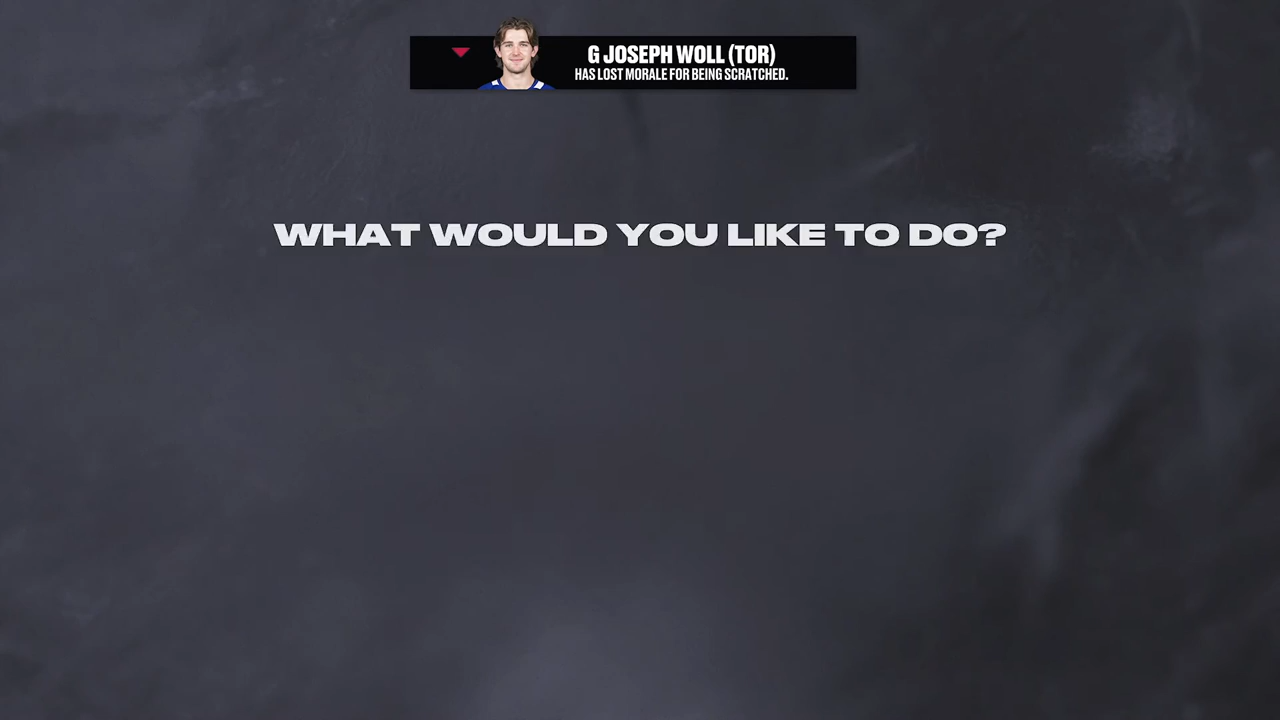 G JOSEPH WOLL (TOR)
HAS LOST MORALE FOR BEING SCRATCHED.
WHAT WOULD YOU LIKE TO DO?